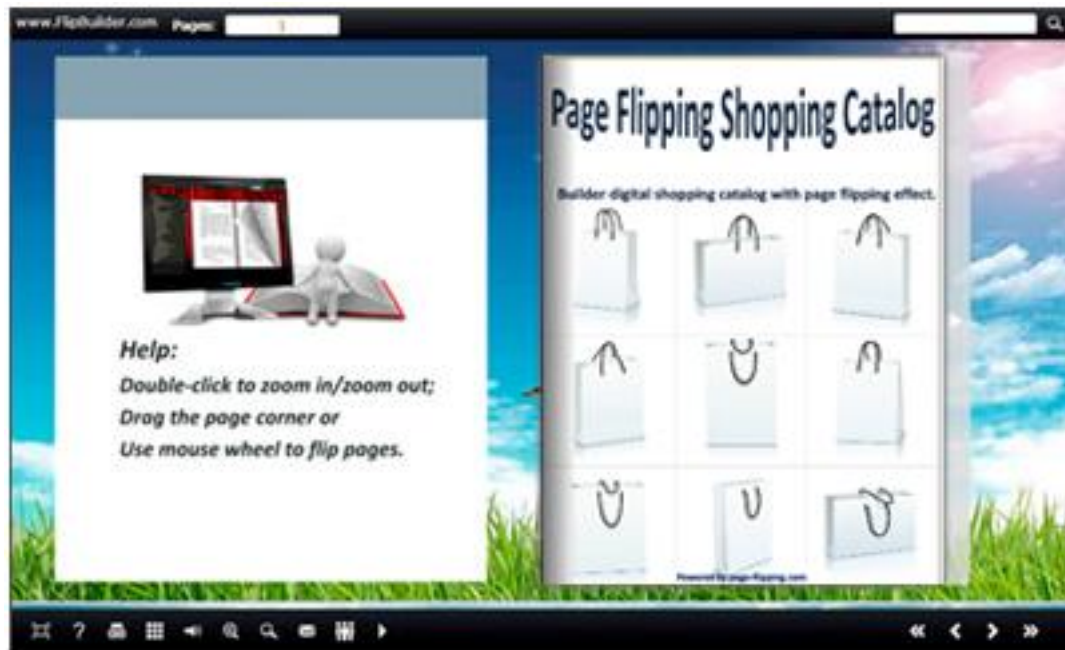 www.FlipBuilder.com Pages: 1
Help:
Double-click to zoom in/zoom out;
Drag the page corner or
Use mouse wheel to flip pages.
Page Flipping Shopping Catalog
Builder digital shopping catalog with page flipping effect.
Powered by page-flipping.com